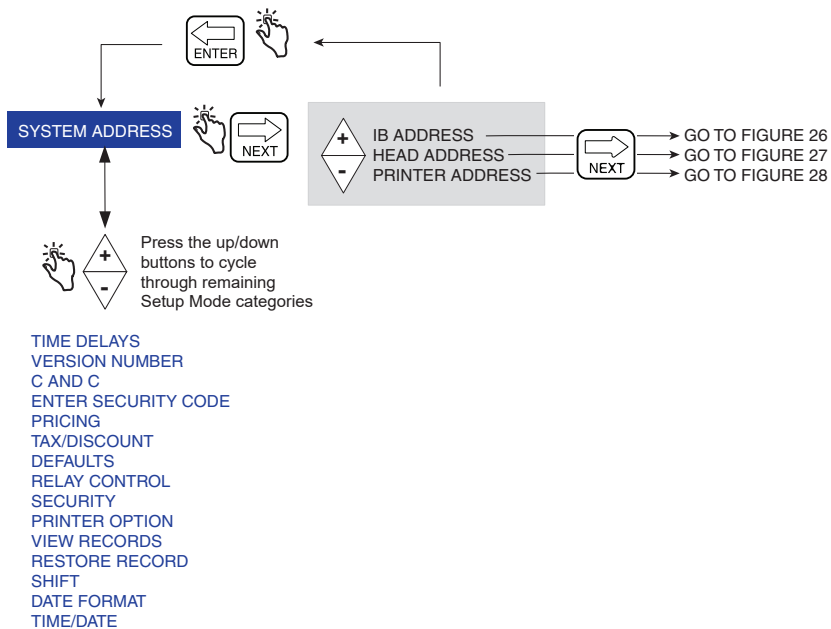 ENTER
SYSTEM ADDRESS
NEXT
+
-
IB ADDRESS
HEAD ADDRESS
PRINTER ADDRESS
NEXT
GO TO FIGURE 26
GO TO FIGURE 27
GO TO FIGURE 28
+
-
Press the up/down
buttons to cycle
through remaining
Setup Mode categories
TIME DELAYS
VERSION NUMBER
C AND C
ENTER SECURITY CODE
PRICING
TAX/DISCOUNT
DEFAULTS
RELAY CONTROL
SECURITY
PRINTER OPTION
VIEW RECORDS
RESTORE RECORD
SHIFT
DATE FORMAT
TIME/DATE